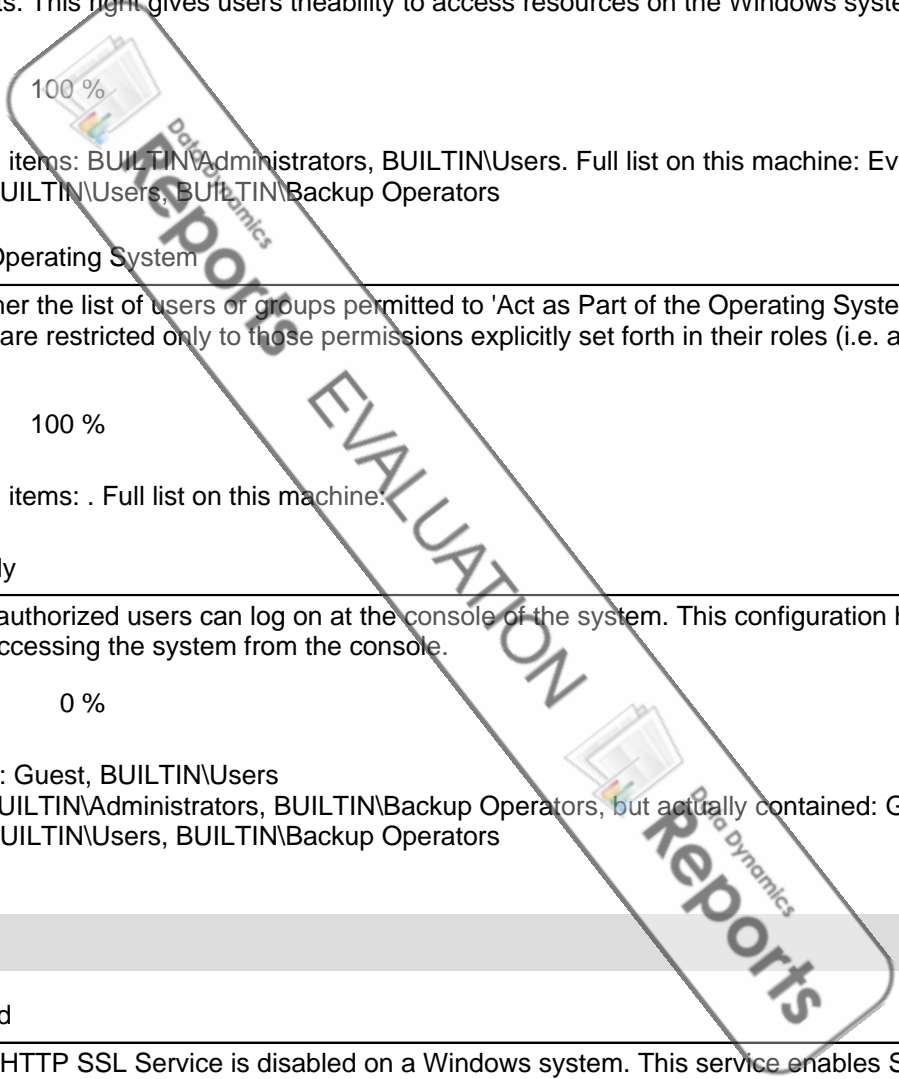 ts. This right gives users theability to access resources on the Windows syste
100 %
items: BUILTIN\Administrators, BUILTIN\Users. Full list on this machine: Ev
UILTIN\Users, BUILTIN\Backup Operators
Operating System
her the list of users or groups permitted to 'Act as Part of the Operating Syste
are restricted only to those permissions explicitly set forth in their roles (i.e. a
100 %
items: . Full list on this machine:
ly
authorized users can log on at the console of the system. This configuration h
ccessing the system from the console.
0 %
: Guest, BUILTIN\Users
UILTIN\Administrators, BUILTIN\Backup Operators, but actually contained: G
UILTIN\Users, BUILTIN\Backup Operators
d
HTTP SSL Service is disabled on a Windows system. This service enables S
Data Dynamics
Reports
EVALUATION
Data Dynamics
Reports